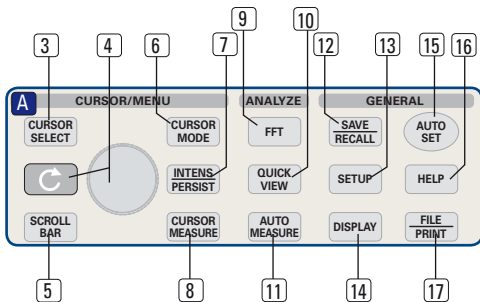 9
10
3
4
6
7
12
13
15
16
A
CURSOR/MENU
ANALYZE
GENERAL
CURSOR
SELECT
CURSOR
MODE
FFT
SAVE
RECALL
AUTO
SET
INTENS
PERSIST
QUICK
VIEW
SETUP
HELP
SCROLL
BAR
CURSOR
MEASURE
AUTO
MEASURE
DISPLAY
FILE
PRINT
5
8
11
14
17